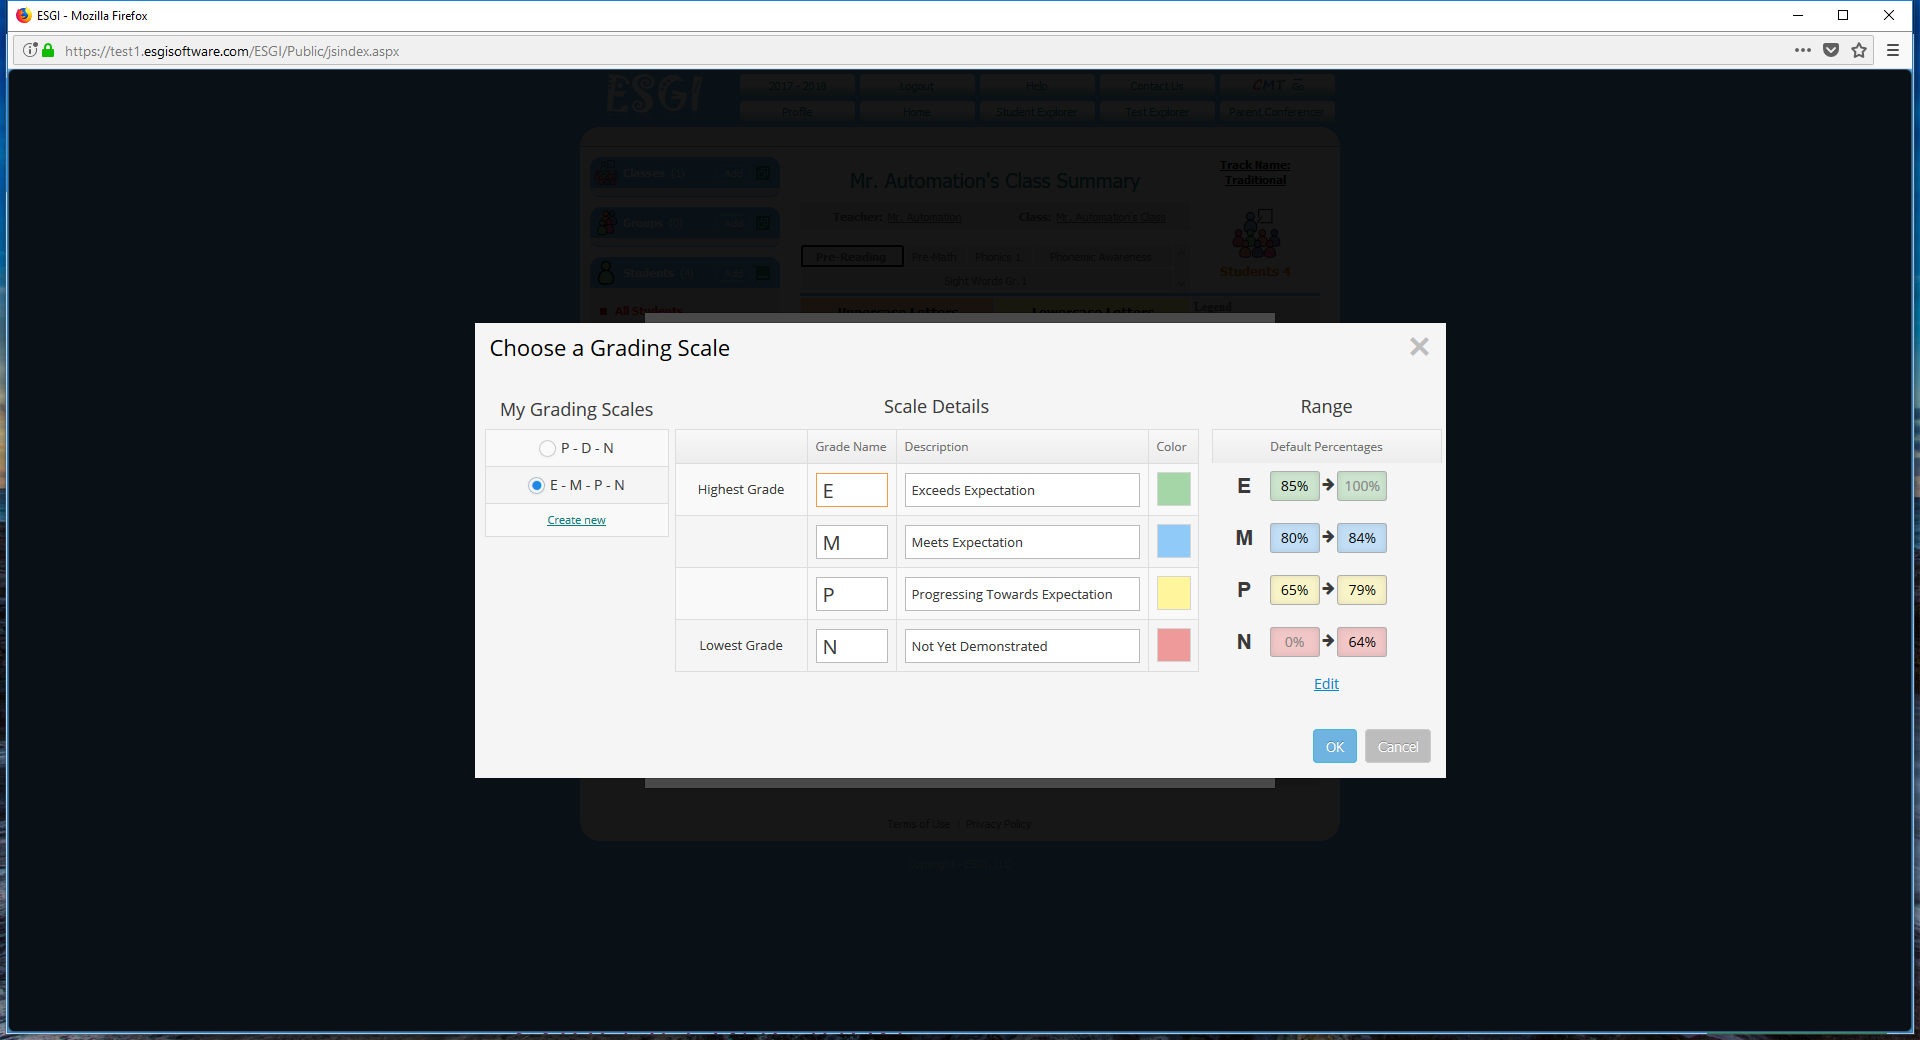 ESGI - Mozilla Firefox
https://test1.esgisoftware.com/ESGI/Public/jsindex.aspx
ESGI
2017 - 2018 Logout Help Contact Us CMT
Profile Home Student Explorer Test Explorer Parent Conferencer
Classes (1) Add
Mr. Automation's Class Summary
Track Name:
Traditional
Groups (0) Add
Teacher: Mr. Automation Class: Mr. Automation's Class
Pre-Reading Pre-Math Phonics 1 Phonemic Awareness
Students (4) Add
Students 4
Sight Words Gr.1
All Students
Uppercase Letters Lowercase Letters Legend
Choose a Grading Scale
My Grading Scales
P - D - N
E - M - P - N
Create new
Scale Details
Grade Name Description Color
Highest Grade E Exceeds Expectation
M Meets Expectation
P Progressing Towards Expectation
Lowest Grade N Not Yet Demonstrated
Range
Default Percentages
E 85% 100%
M 80% 84%
P 65% 79%
N 0% 64%
Edit
OK Cancel
Terms of Use | Privacy Policy